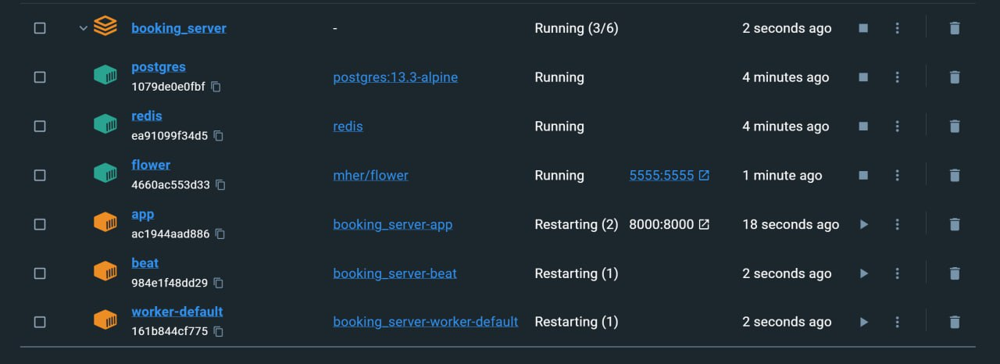 booking_server - Running (3/6) 2 seconds ago
postgres
1079de0e0fbf postgres:13.3-alpine Running 4 minutes ago
redis
ea91099f34d5 redis Running 4 minutes ago
flower
4660ac553d33 mher/flower Running 5555:5555 1 minute ago
app
ac1944aad886 booking_server-app Restarting (2) 8000:8000 18 seconds ago
beat
984e1f48dd29 booking_server-beat Restarting (1) 2 seconds ago
worker-default
161b844cf775 booking_server-worker-default Restarting (1) 2 seconds ago